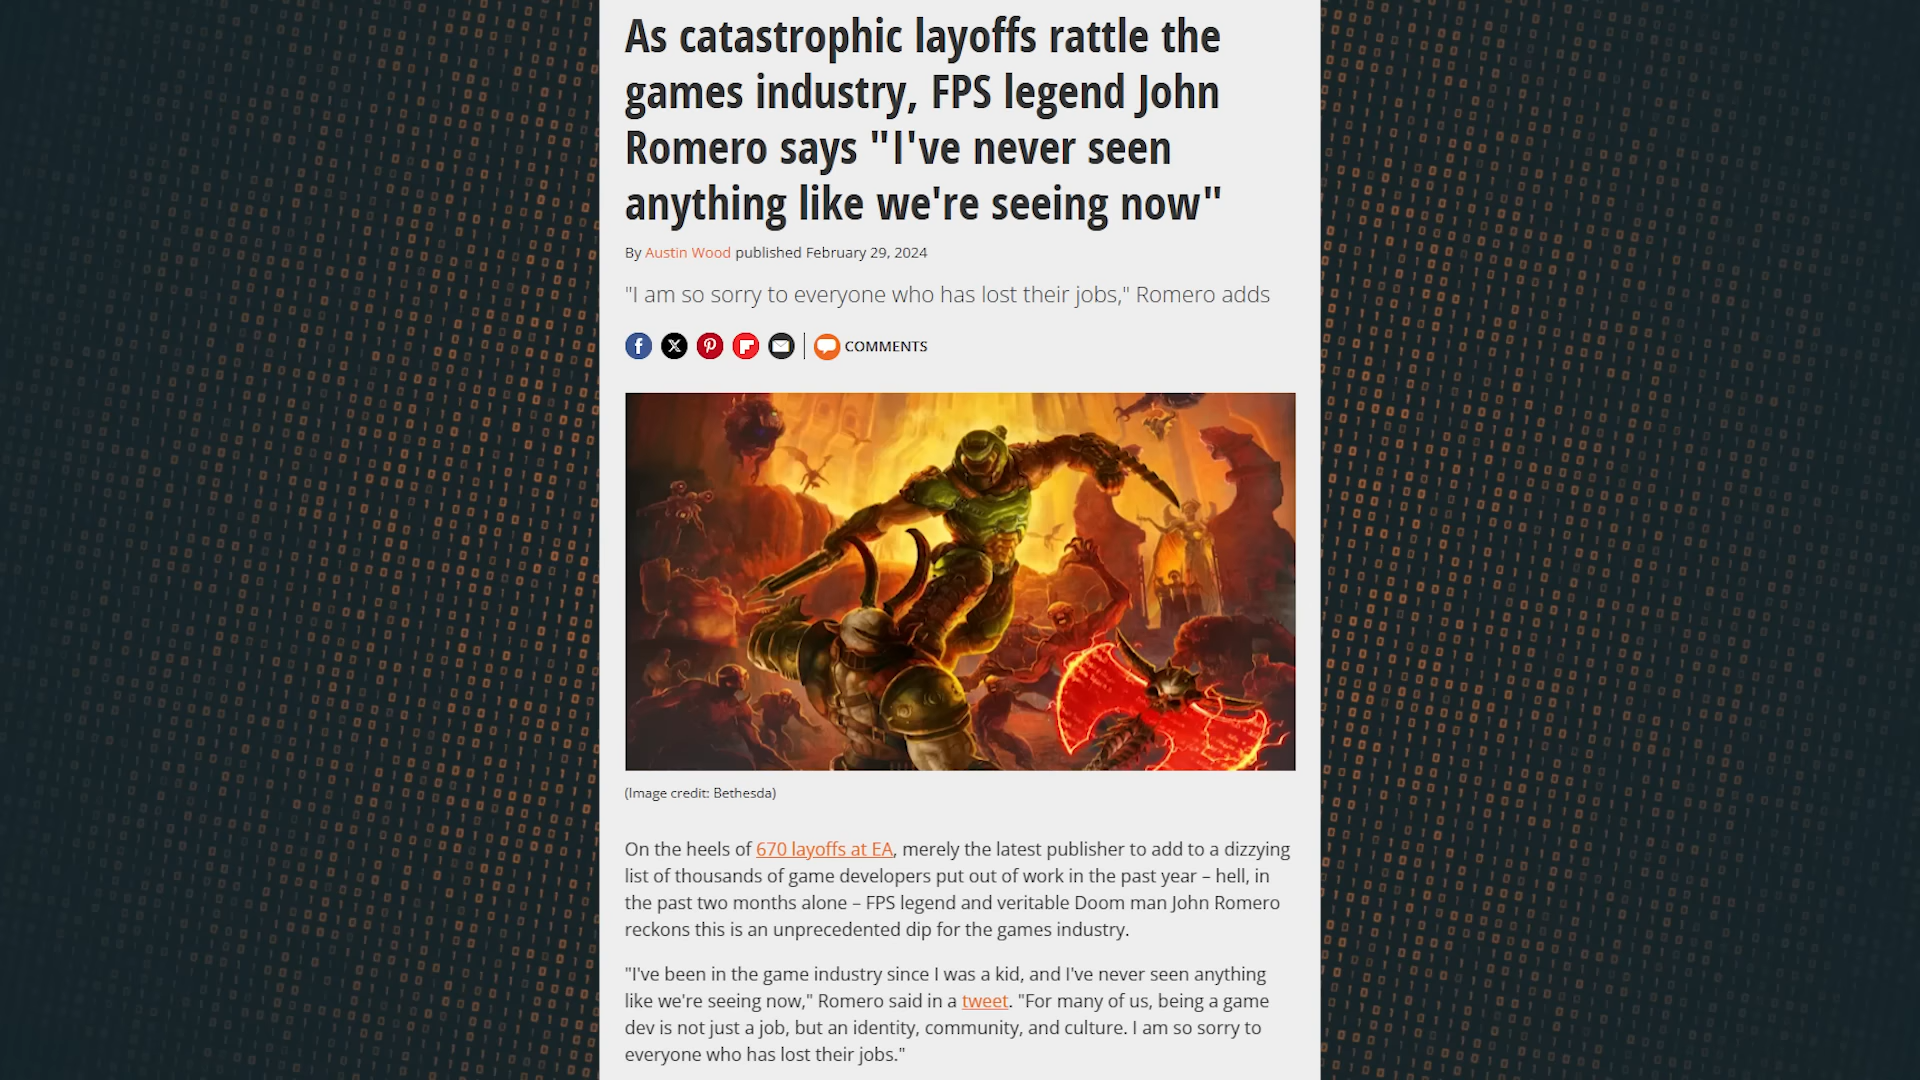 As catastrophic layoffs rattle the
games industry, FPS legend John
Romero says "I've never seen
anything like we're seeing now"
By Austin Wood published February 29, 2024
"I am so sorry to everyone who has lost their jobs," Romero adds
COMMENTS
(Image credit: Bethesda)
On the heels of 670 layoffs at EA, merely the latest publisher to add to a dizzying
list of thousands of game developers put out of work in the past year – hell, in
the past two months alone – FPS legend and veritable Doom man John Romero
reckons this is an unprecedented dip for the games industry.
"I've been in the game industry since I was a kid, and I've never seen anything
like we're seeing now," Romero said in a tweet. "For many of us, being a game
dev is not just a job, but an identity, community, and culture. I am so sorry to
everyone who has lost their jobs."